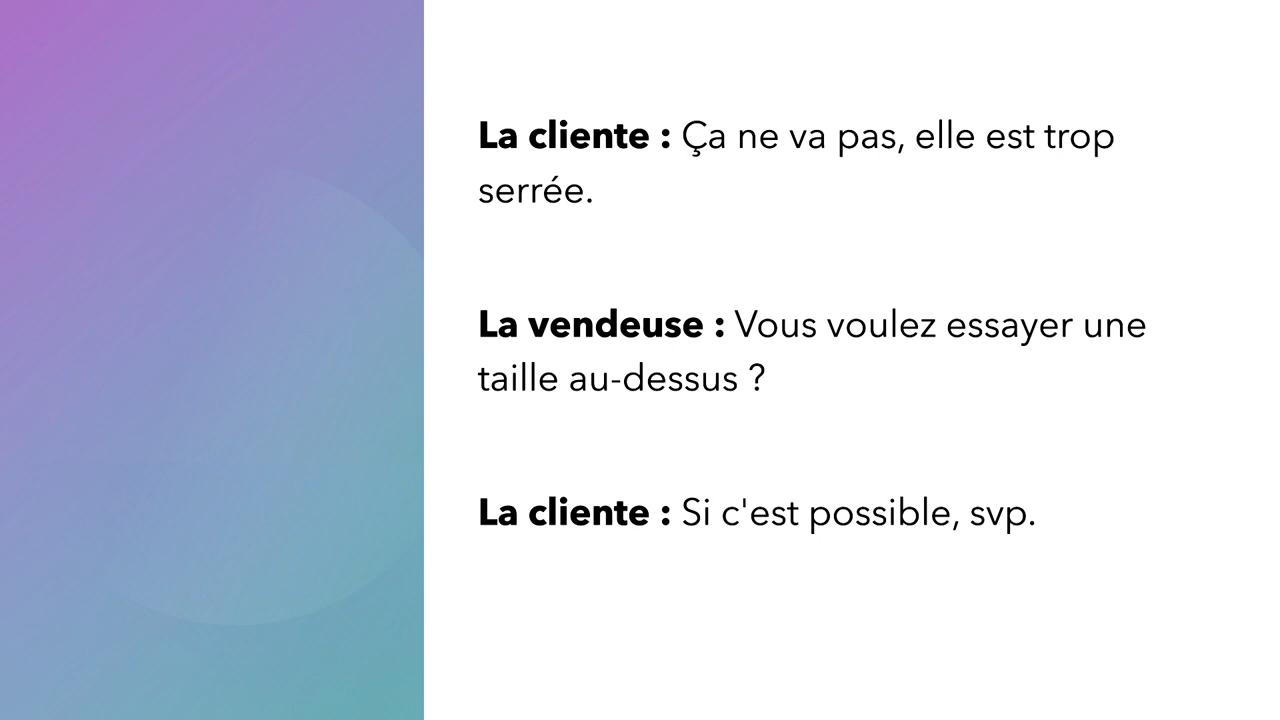 La cliente : Ça ne va pas, elle est trop
serrée.
La vendeuse : Vous voulez essayer une
taille au-dessus ?
La cliente : Si c'est possible, svp.